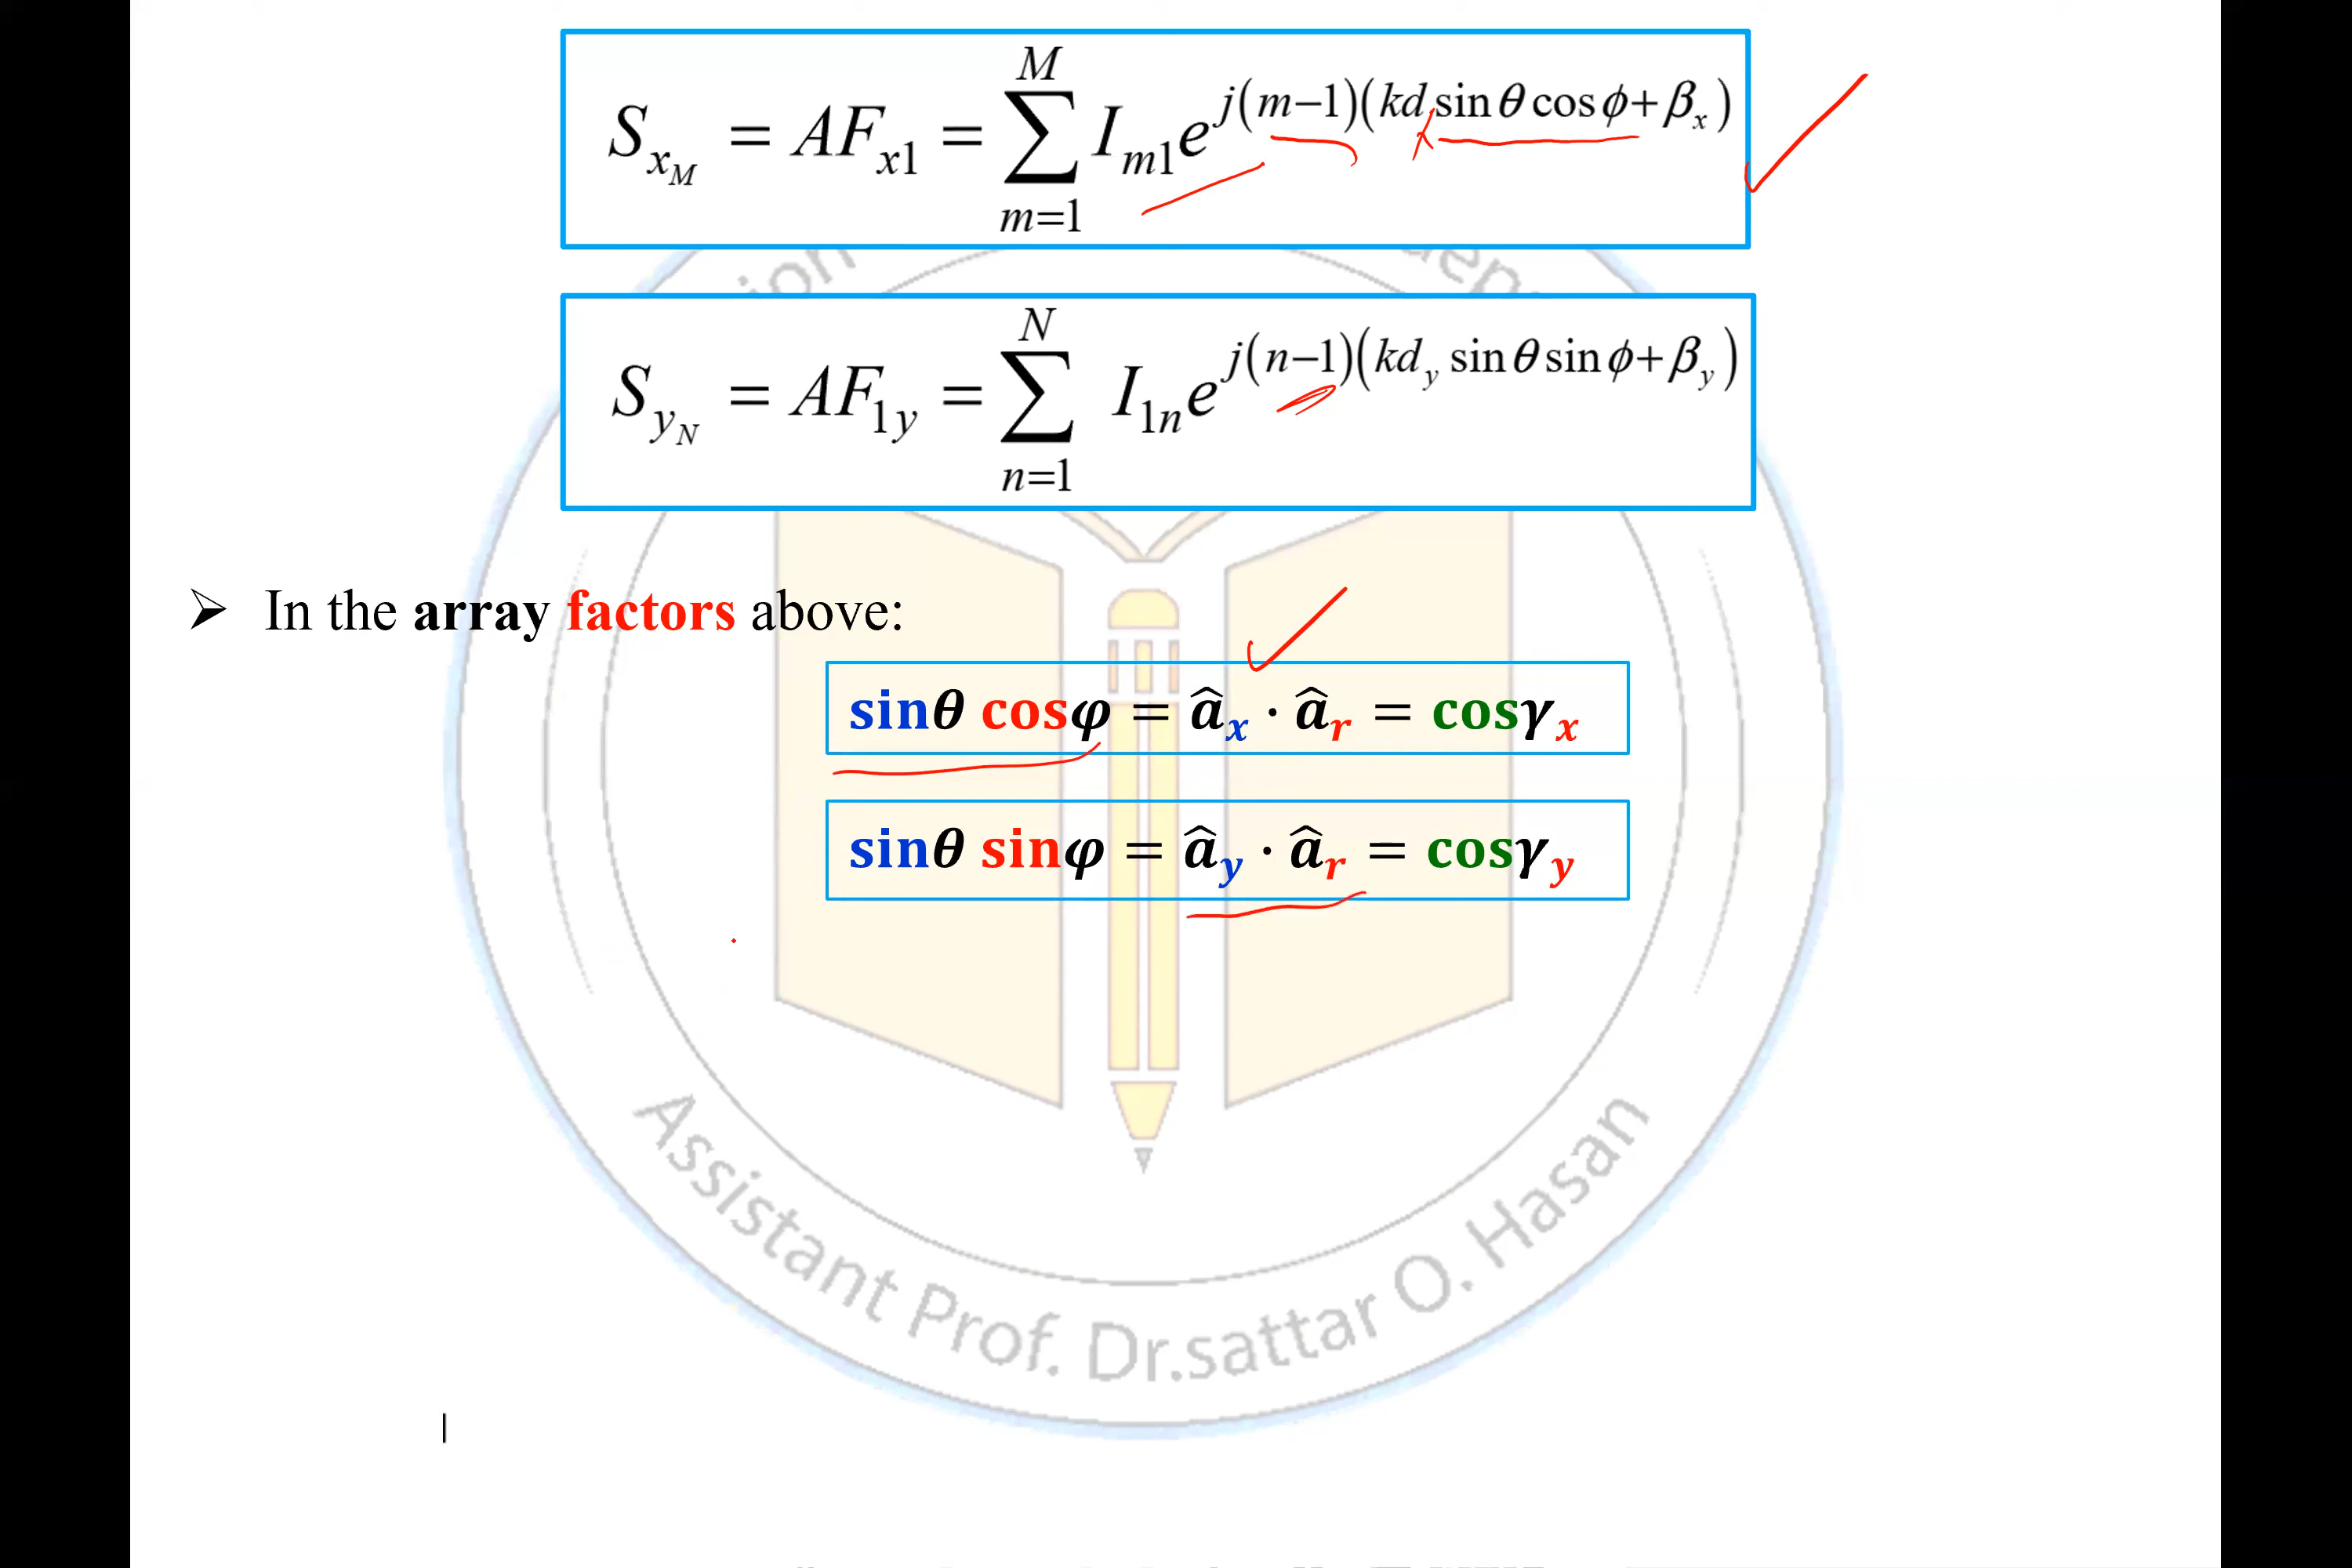 S_{x_M} = AF_{x1} = \sum_{m=1}^{M} I_{m1} e^{j(m-1)(kd_x \sin θ \cos ϕ + β_x)}
S_{y_N} = AF_{1y} = \sum_{n=1}^{N} I_{1n} e^{j(n-1)(kd_y \sin θ \sin ϕ + β_y)}
➢ In the array factors above:
sinθ cosφ = â_x · â_r = cosγ_x
sinθ sinφ = â_y · â_r = cosγ_y
Assistant Prof. Dr.sattar O. Hasan